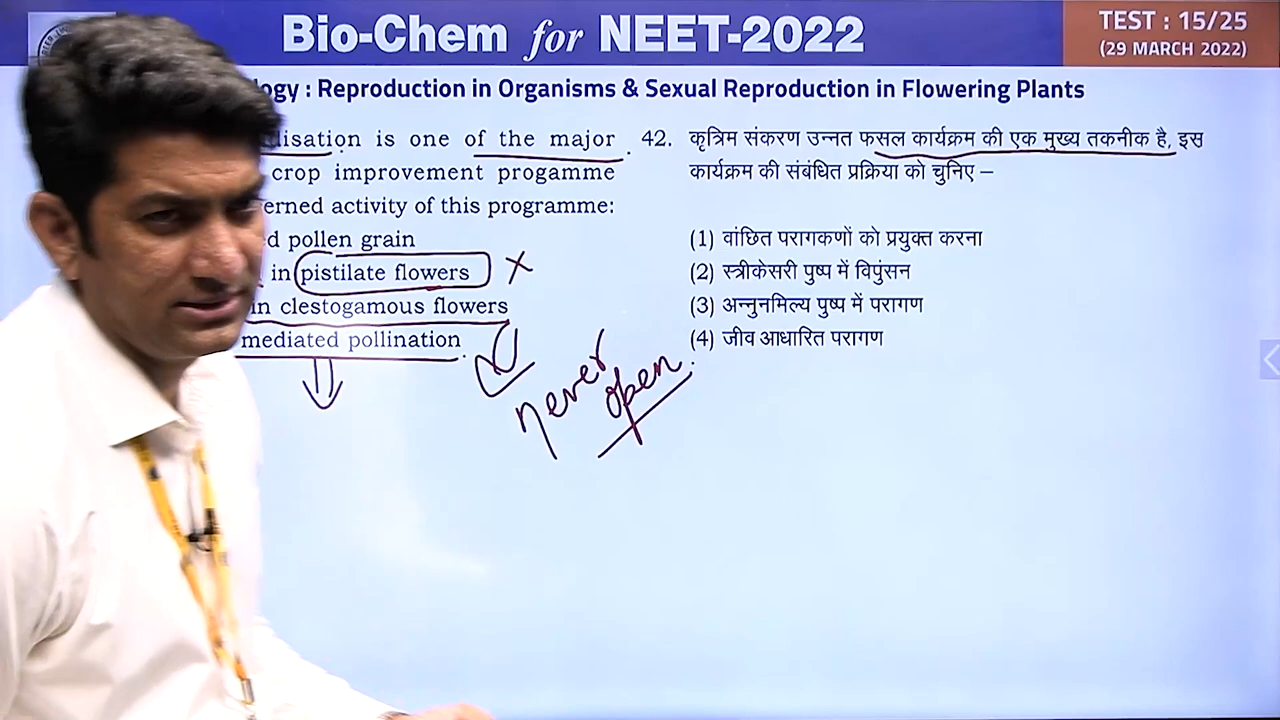 Bio-Chem for NEET-2022
TEST : 15/25
(29 MARCH 2022)
ology : Reproduction in Organisms & Sexual Reproduction in Flowering Plants
disation is one of the major
crop improvement progamme
erned activity of this programme:
ed pollen grain
in pistilate flowers ×
in clestogamous flowers
mediated pollination
never
open
42. कृत्रिम संकरण उन्नत फसल कार्यक्रम की एक मुख्य तकनीक है, इस
कार्यक्रम की संबंधित प्रक्रिया को चुनिए –
(1) वांछित परागकणों को प्रयुक्त करना
(2) स्त्रीकेसरी पुष्प में विपुंसन
(3) अन्नुनमिल्य पुष्प में परागण
(4) जीव आधारित परागण